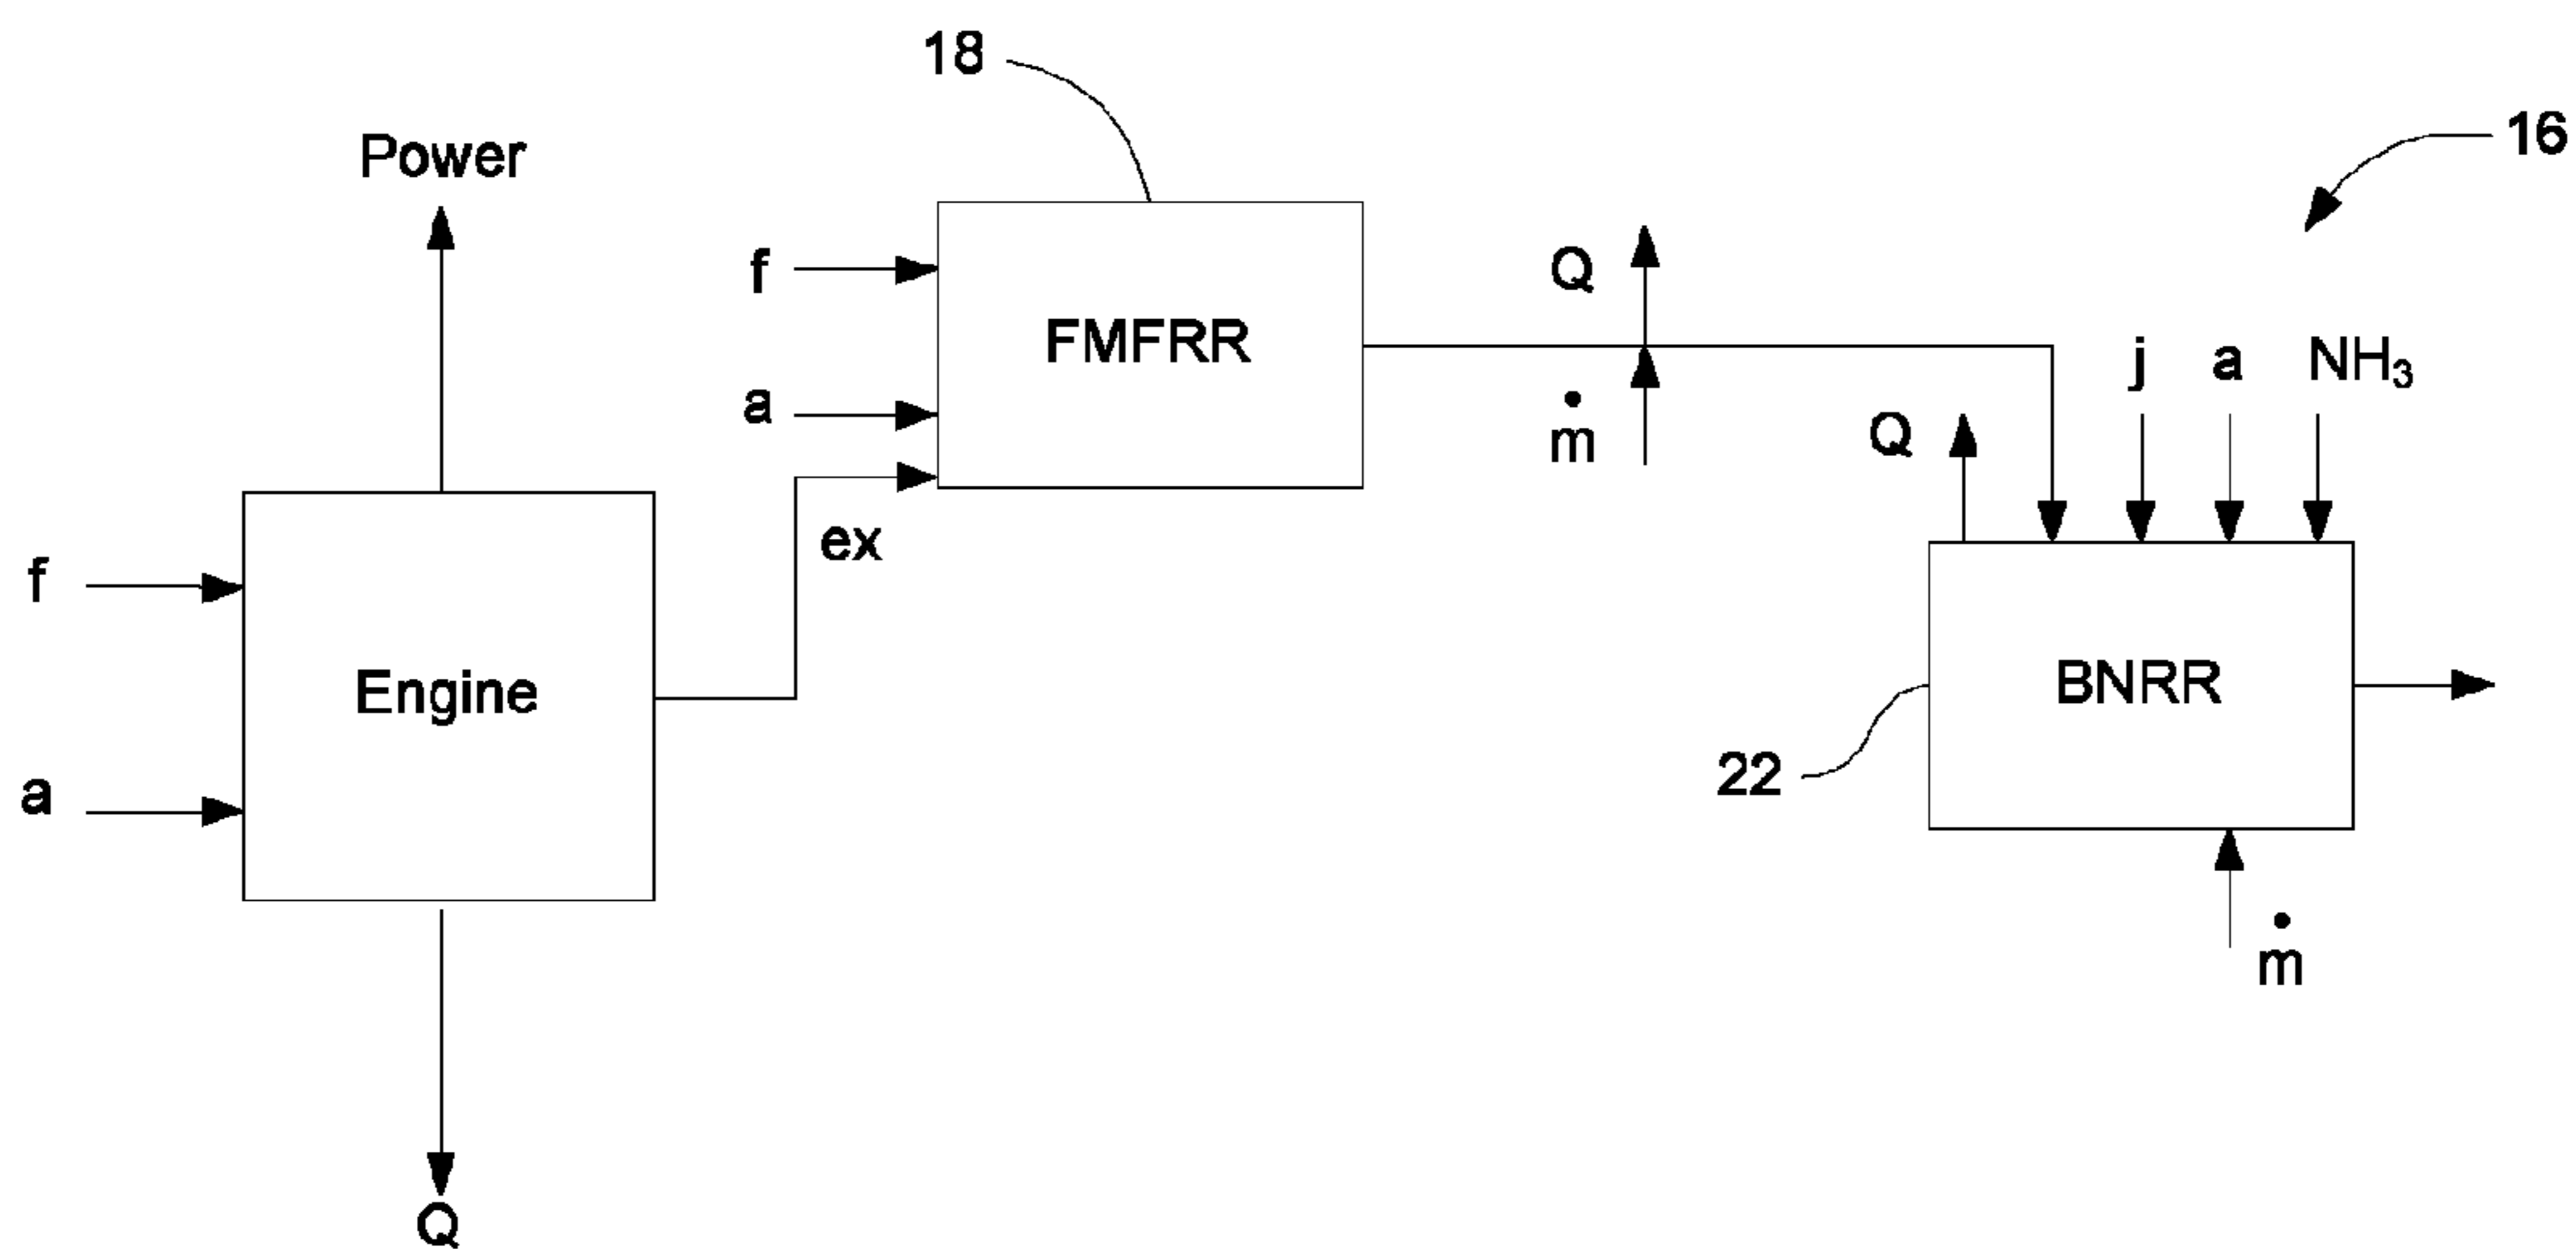 18
16
Power
f
FMFRR
Q
a
ṁ
j a NH₃
Q
ex
f
Engine
BNRR
22
a
ṁ
Q